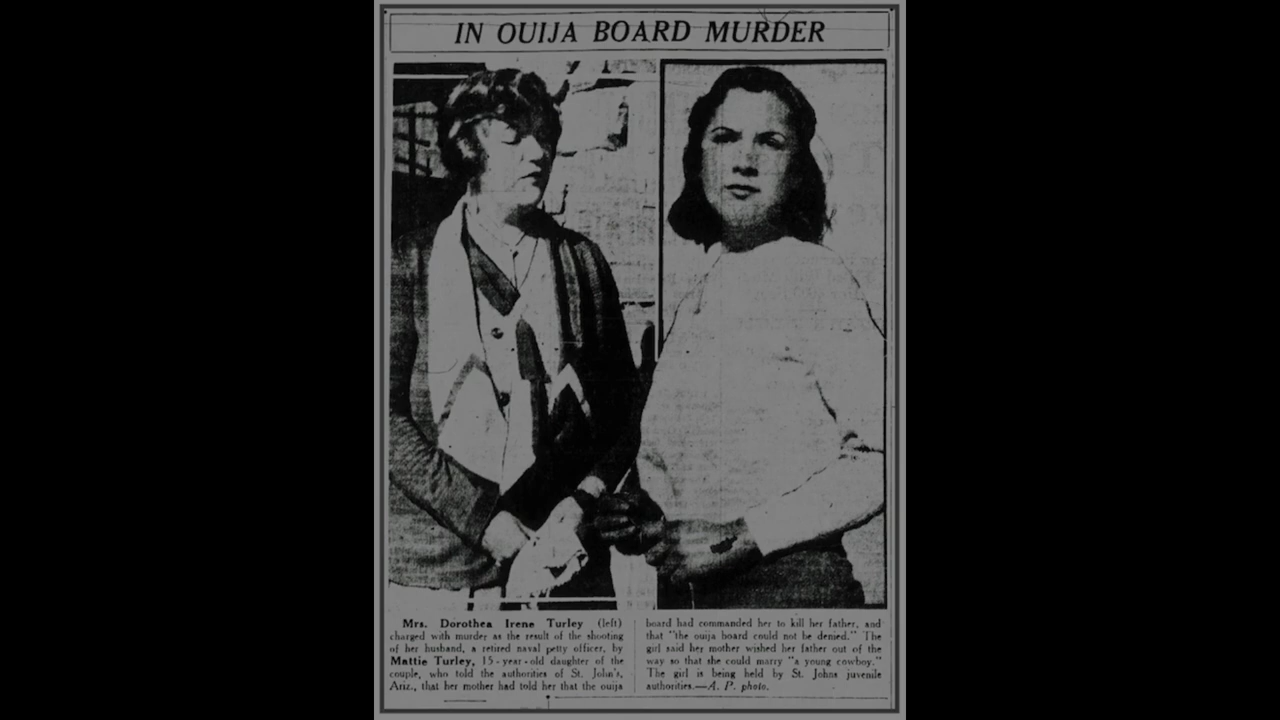 IN OUIJA BOARD MURDER
Mrs. Dorothea Irene Turley (left)
charged with murder as the result of the shooting
of her husband, a retired naval petty officer, by
Mattie Turley, 15-year-old daughter of the
couple, who told the authorities of St. John's,
Ariz., that her mother had told her that the ouija
board had commanded her to kill her father, and
that "the ouija board could not be denied." The
girl said her mother wished her father out of the
way so that she could marry "a young cowboy."
The girl is being held by St. Johns juvenile
authorities.—A. P. photo.